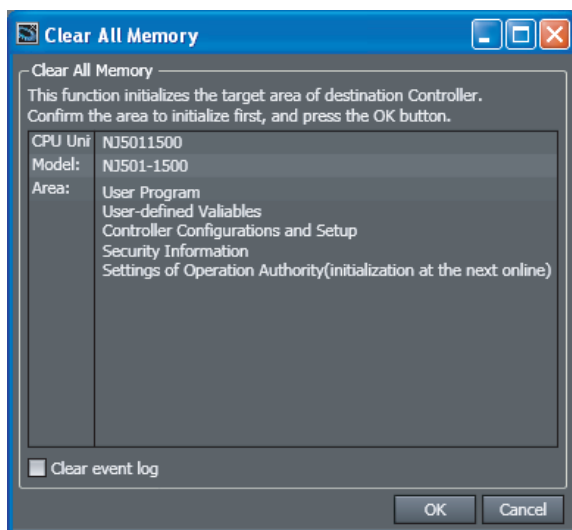 Clear All Memory
Clear All Memory
This function initializes the target area of destination Controller.
Confirm the area to initialize first, and press the OK button.
CPU Uni NJ5011500
Model: NJ501-1500
Area: User Program
User-defined Valiables
Controller Configurations and Setup
Security Information
Settings of Operation Authority(initialization at the next online)
Clear event log
OK Cancel